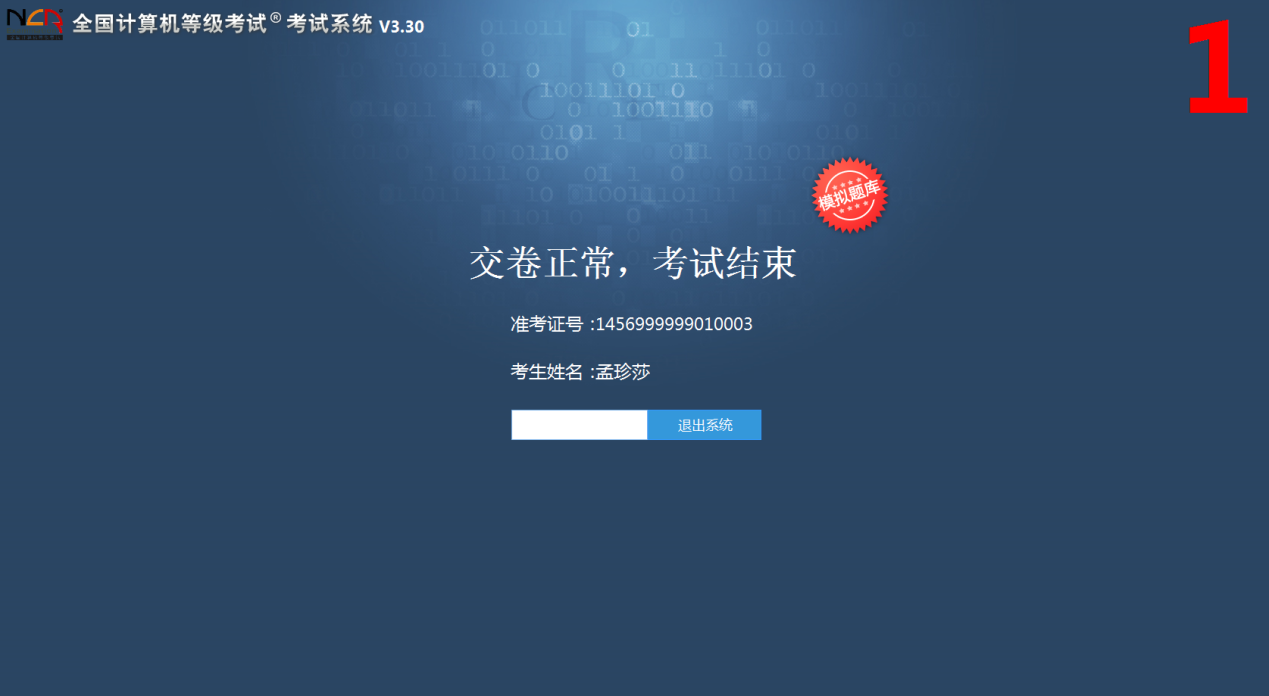 全国计算机等级考试® 考试系统 V3.30
1
模拟题库
交卷正常，考试结束
准考证号 :1456999999010003
考生姓名 :孟珍莎
退出系统